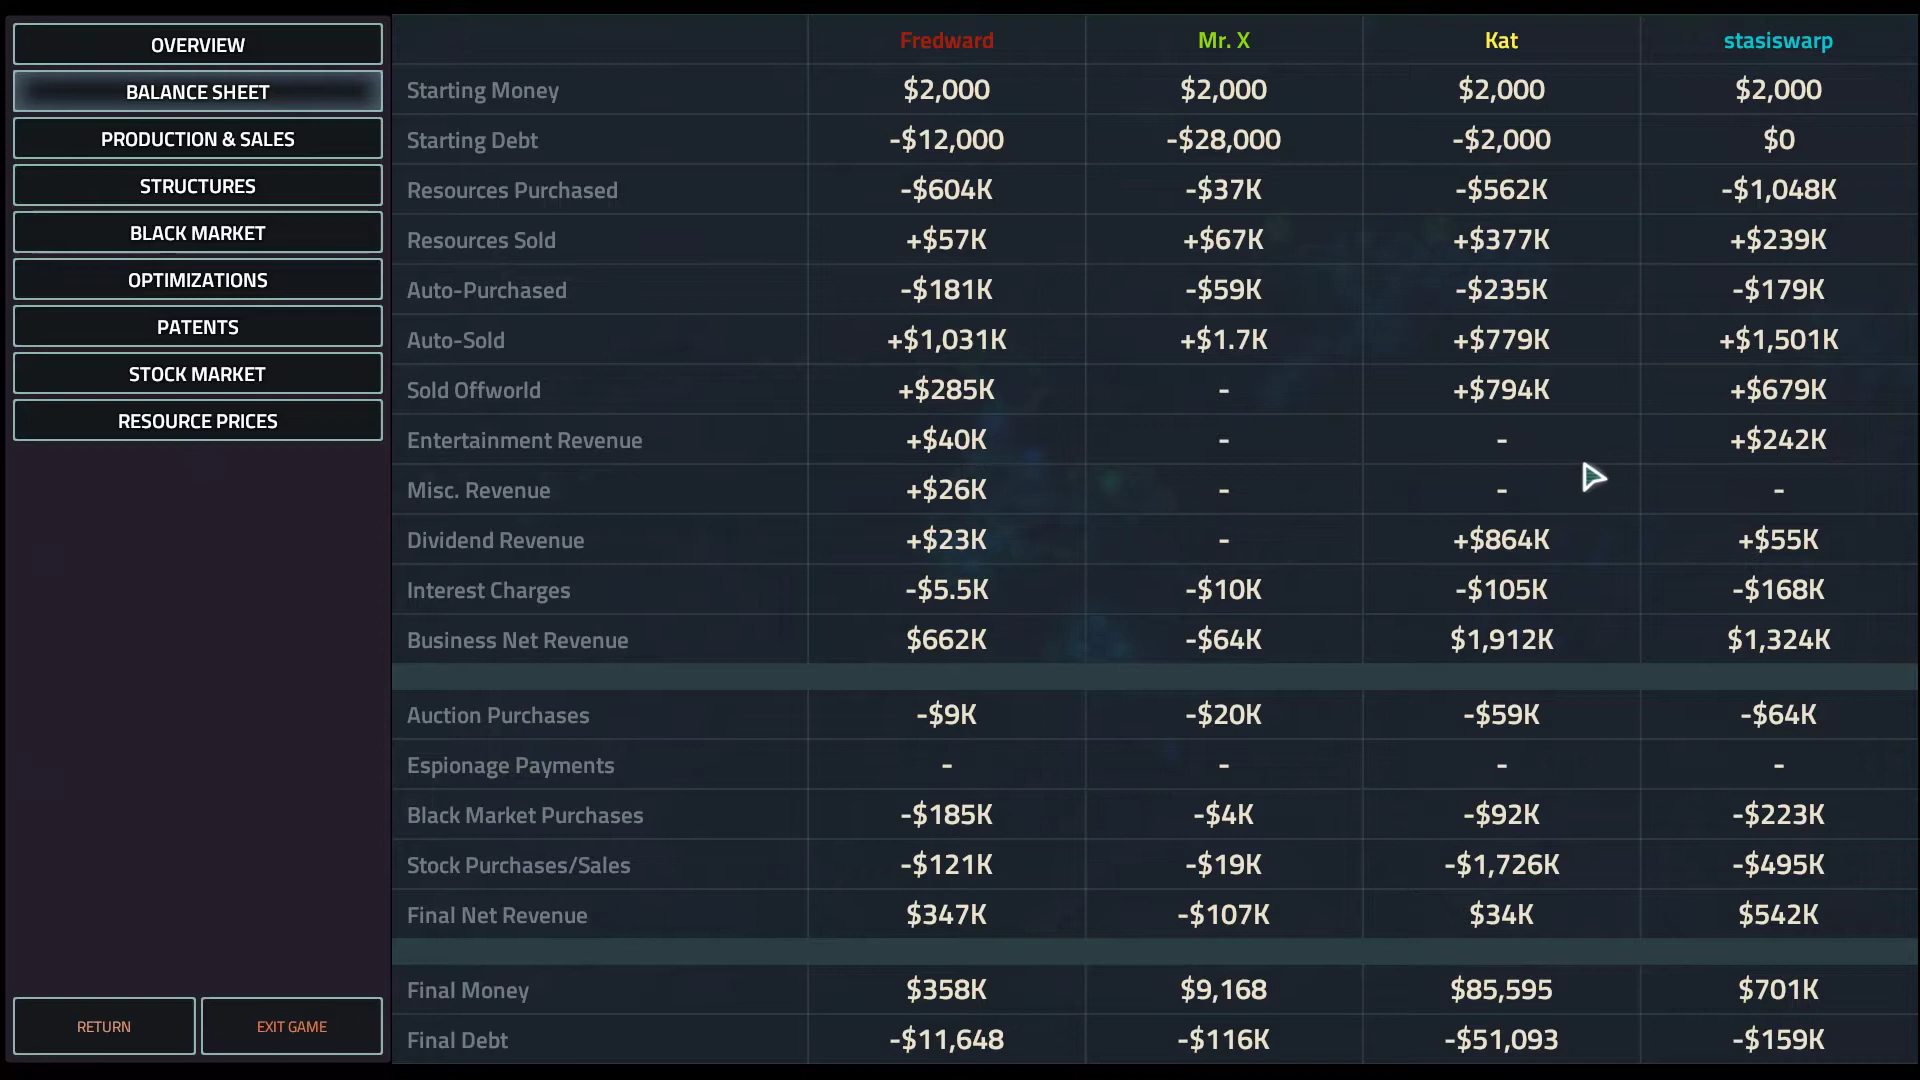 OVERVIEW
BALANCE SHEET
PRODUCTION & SALES
STRUCTURES
BLACK MARKET
OPTIMIZATIONS
PATENTS
STOCK MARKET
RESOURCE PRICES
RETURN
EXIT GAME
Fredward Mr. X Kat stasiswarp
Starting Money $2,000 $2,000 $2,000 $2,000
Starting Debt -$12,000 -$28,000 -$2,000 $0
Resources Purchased -$604K -$37K -$562K -$1,048K
Resources Sold +$57K +$67K +$377K +$239K
Auto-Purchased -$181K -$59K -$235K -$179K
Auto-Sold +$1,031K +$1.7K +$779K +$1,501K
Sold Offworld +$285K - +$794K +$679K
Entertainment Revenue +$40K - - +$242K
Misc. Revenue +$26K - - -
Dividend Revenue +$23K - +$864K +$55K
Interest Charges -$5.5K -$10K -$105K -$168K
Business Net Revenue $662K -$64K $1,912K $1,324K
Auction Purchases -$9K -$20K -$59K -$64K
Espionage Payments - - - -
Black Market Purchases -$185K -$4K -$92K -$223K
Stock Purchases/Sales -$121K -$19K -$1,726K -$495K
Final Net Revenue $347K -$107K $34K $542K
Final Money $358K $9,168 $85,595 $701K
Final Debt -$11,648 -$116K -$51,093 -$159K